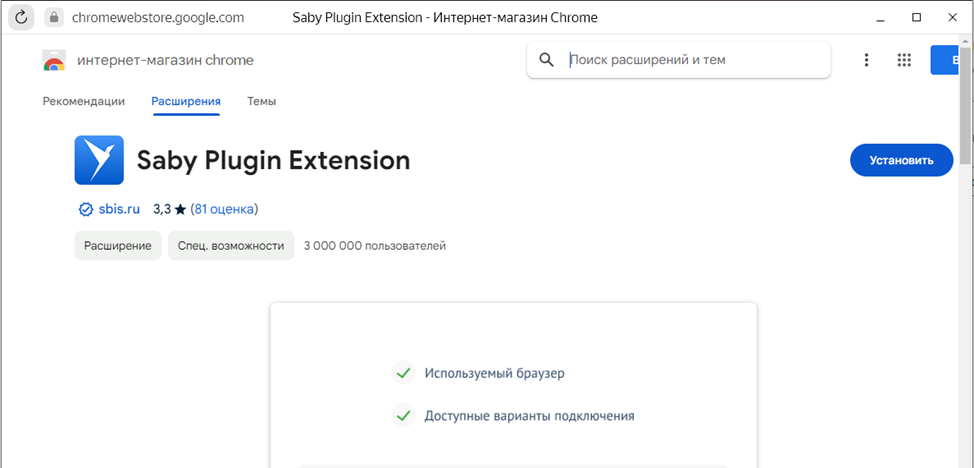 chromewebstore.google.com Saby Plugin Extension - Интернет-магазин Chrome
интернет-магазин chrome Поиск расширений и тем
Рекомендации Расширения Темы
Saby Plugin Extension Установить
sbis.ru 3,3 ★ (81 оценка)
Расширение Спец. возможности 3 000 000 пользователей
Используемый браузер
Доступные варианты подключения